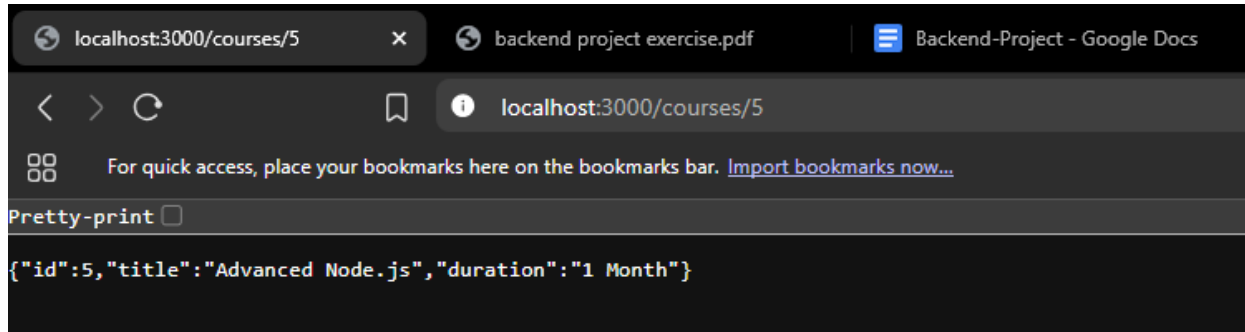 localhost:3000/courses/5
backend project exercise.pdf
Backend-Project - Google Docs
localhost:3000/courses/5
For quick access, place your bookmarks here on the bookmarks bar. Import bookmarks now...
Pretty-print
{"id":5,"title":"Advanced Node.js","duration":"1 Month"}